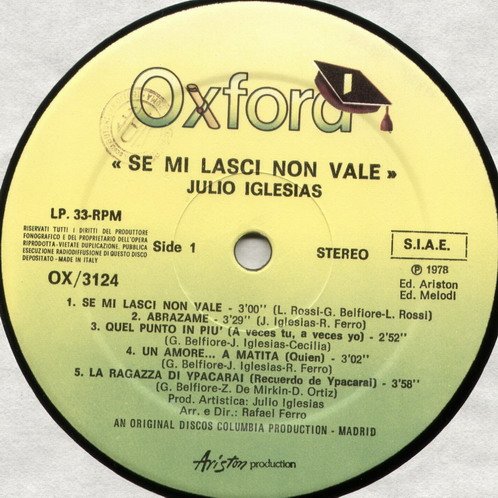 Oxford
« SE MI LASCI NON VALE »
JULIO IGLESIAS
LP. 33-RPM
RISERVATI TUTTI I DIRITTI DEL PRODUTTORE
FONOGRAFICO E DEL PROPRIETARIO DELL'OPERA
RIPRODOTTA - VIETATE DUPLICAZIONE, PUBBLICA
ESECUZIONE RADIODIFFUSIONE DI QUESTO DISCO
DEPOSITATO - MADE IN ITALY
Side 1
STEREO
S.I.A.E.
OX/3124
Ⓟ 1978
Ed. Ariston
Ed. Melodi
1. SE MI LASCI NON VALE - 3'00'' (L. Rossi-G. Belfiore-L. Rossi)
2. ABRAZAME - 3'29'' (J. Iglesias-R. Ferro)
3. QUEL PUNTO IN PIU' (A veces tu, a veces yo) - 2'52''
(G. Belfiore-J. Iglesias-Cecilia)
4. UN AMORE... A MATITA (Quien) - 3'02''
(G. Belfiore-J. Iglesias-R. Ferro)
5. LA RAGAZZA DI YPACARAI (Recuerdo de Ypacarai) - 3'58''
(G. Belfiore-Z. De Mirkin-D. Ortiz)
Prod. Artistica: Julio Iglesias
Arr. e Dir.: Rafael Ferro
AN ORIGINAL DISCOS COLUMBIA PRODUCTION - MADRID
Ariston production